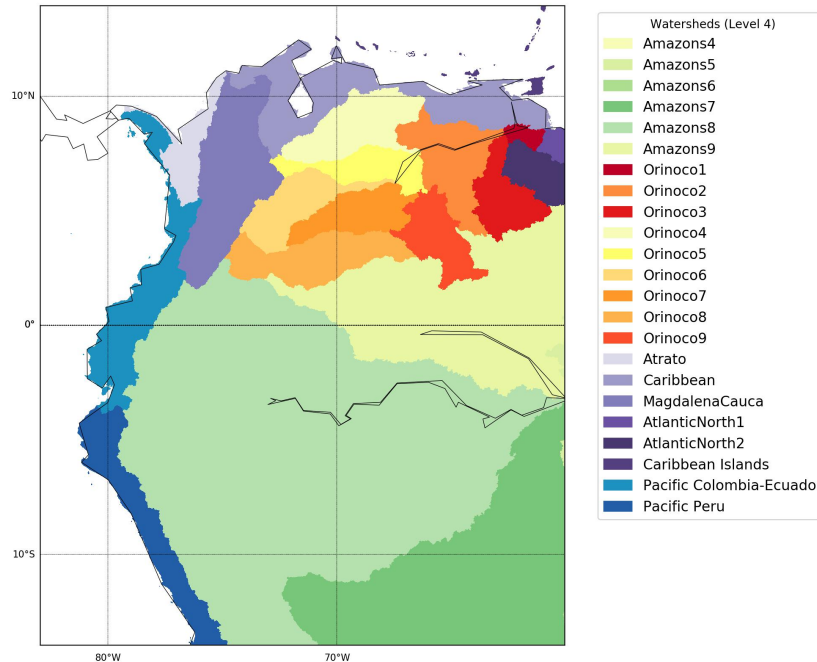 Watersheds (Level 4)
Amazons4
Amazons5
Amazons6
Amazons7
Amazons8
Amazons9
Orinoco1
Orinoco2
Orinoco3
Orinoco4
Orinoco5
Orinoco6
Orinoco7
Orinoco8
Orinoco9
Atrato
Caribbean
MagdalenaCauca
AtlanticNorth1
AtlanticNorth2
Caribbean Islands
Pacific Colombia-Ecuado
Pacific Peru
10°N
0°
10°S
80°W 70°W